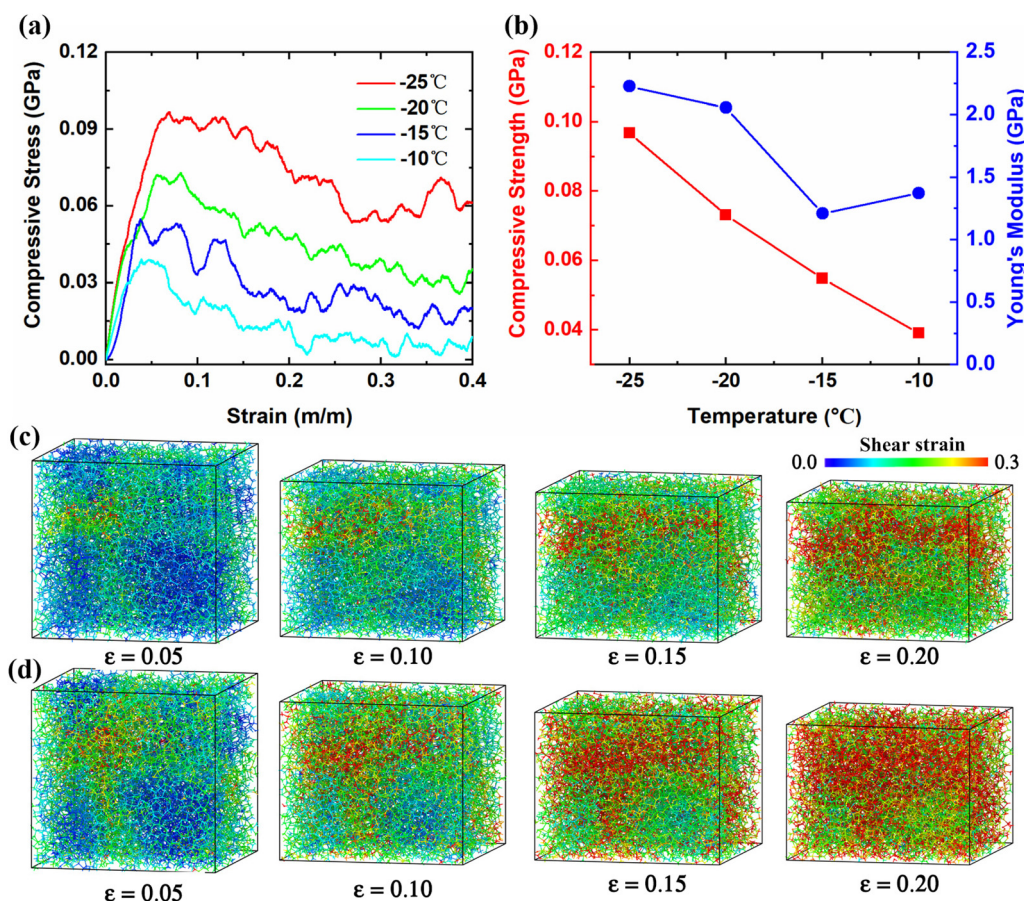 (a)
0.12
0.09
0.06
0.03
0.00
Compressive Stress (GPa)
-25℃
-20℃
-15℃
-10℃
0.0 0.1 0.2 0.3 0.4
Strain (m/m)
(b)
0.12
0.10
0.08
0.06
0.04
Compressive Strength (GPa)
2.5
2.0
1.5
1.0
0.5
0.0
Young's Modulus (GPa)
-25 -20 -15 -10
Temperature (°C)
(c)
Shear strain
0.0 0.3
ε = 0.05 ε = 0.10 ε = 0.15 ε = 0.20
(d)
ε = 0.05 ε = 0.10 ε = 0.15 ε = 0.20